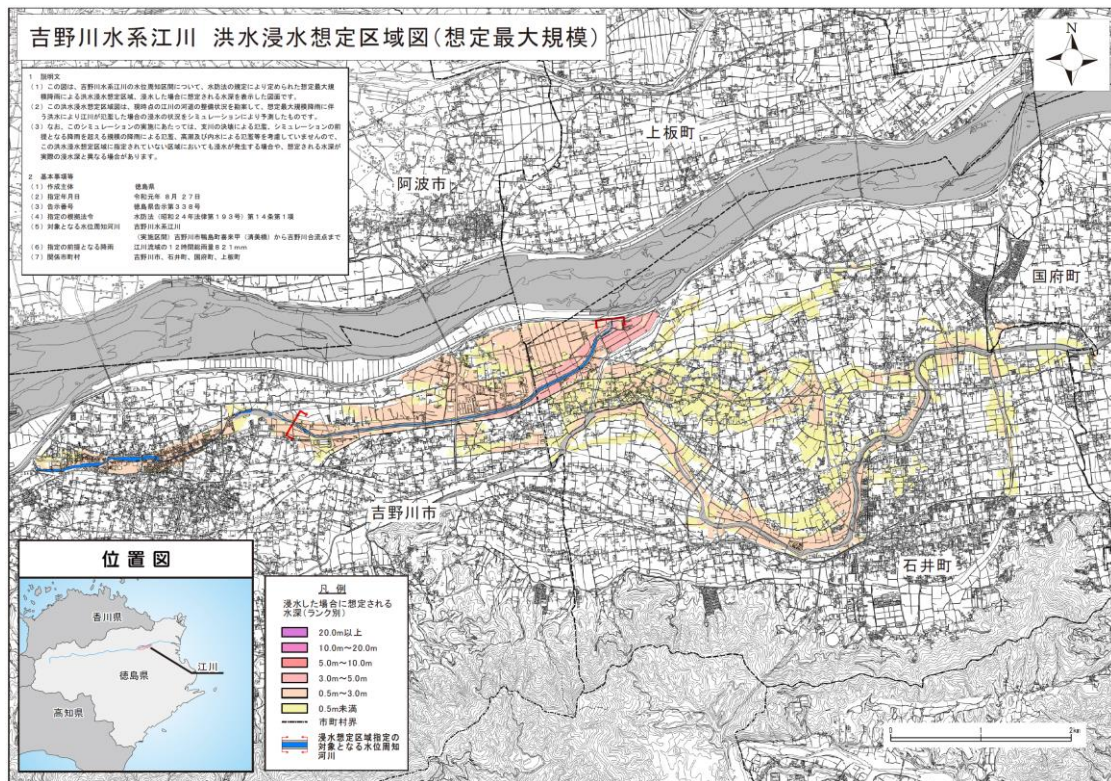 吉野川水系江川 洪水浸水想定区域図(想定最大規模)
N
1 説明文
(1) この図は、吉野川水系江川の水位周知区間について、水防法の規定により定められた想定最大規
模降雨による洪水浸水想定区域、浸水した場合に想定される水深を表示した図面です。
(2) この洪水浸水想定区域図は、現時点の江川の河道の整備状況を勘案して、想定最大規模降雨に伴
う洪水により江川が氾濫した場合の浸水の状況をシミュレーションにより予測したものです。
(3) なお、このシミュレーションの実施にあたっては、支川の決壊による氾濫、シミュレーションの前
提となる降雨を超える規模の降雨による氾濫、高潮及び内水による氾濫等を考慮していませんので、
この洪水浸水想定区域に指定されていない区域においても浸水が発生する場合や、想定される水深が
実際の浸水深と異なる場合があります。
2 基本事項等
(1) 作成主体 徳島県
(2) 指定年月日 令和元年 8月 27日
(3) 告示番号 徳島県告示第338号
(4) 指定の根拠法令 水防法(昭和24年法律第193号)第14条第1項
(5) 対象となる水位周知河川 吉野川水系江川
(実施区間)吉野川市鴨島町喜来甲(清美橋)から吉野川合流点まで
(6) 指定の前提となる降雨 江川流域の12時間総雨量821mm
(7) 関係市町村 吉野川市、石井町、国府町、上板町
上板町
阿波市
国府町
吉野川市
石井町
位置図
香川県
徳島県
高知県
江川
凡例
浸水した場合に想定される
水深(ランク別)
20.0m以上
10.0m~20.0m
5.0m~10.0m
3.0m~5.0m
0.5m~3.0m
0.5m未満
市町村界
浸水想定区域指定の
対象となる水位周知
河川
0 1 2km